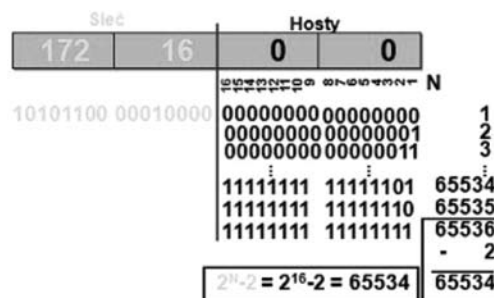 Sieć Hosty
172 16 0 0
16 15 14 13 12 11 10 9 8 7 6 5 4 3 2 1 N
10101100 00010000 00000000 00000000 1
00000000 00000001 2
00000000 00000011 3
⋮ ⋮ ⋮
11111111 11111101 65534
11111111 11111110 65535
11111111 11111111 65536
- 2
2ᴺ-2 = 2¹⁶-2 = 65534 65534